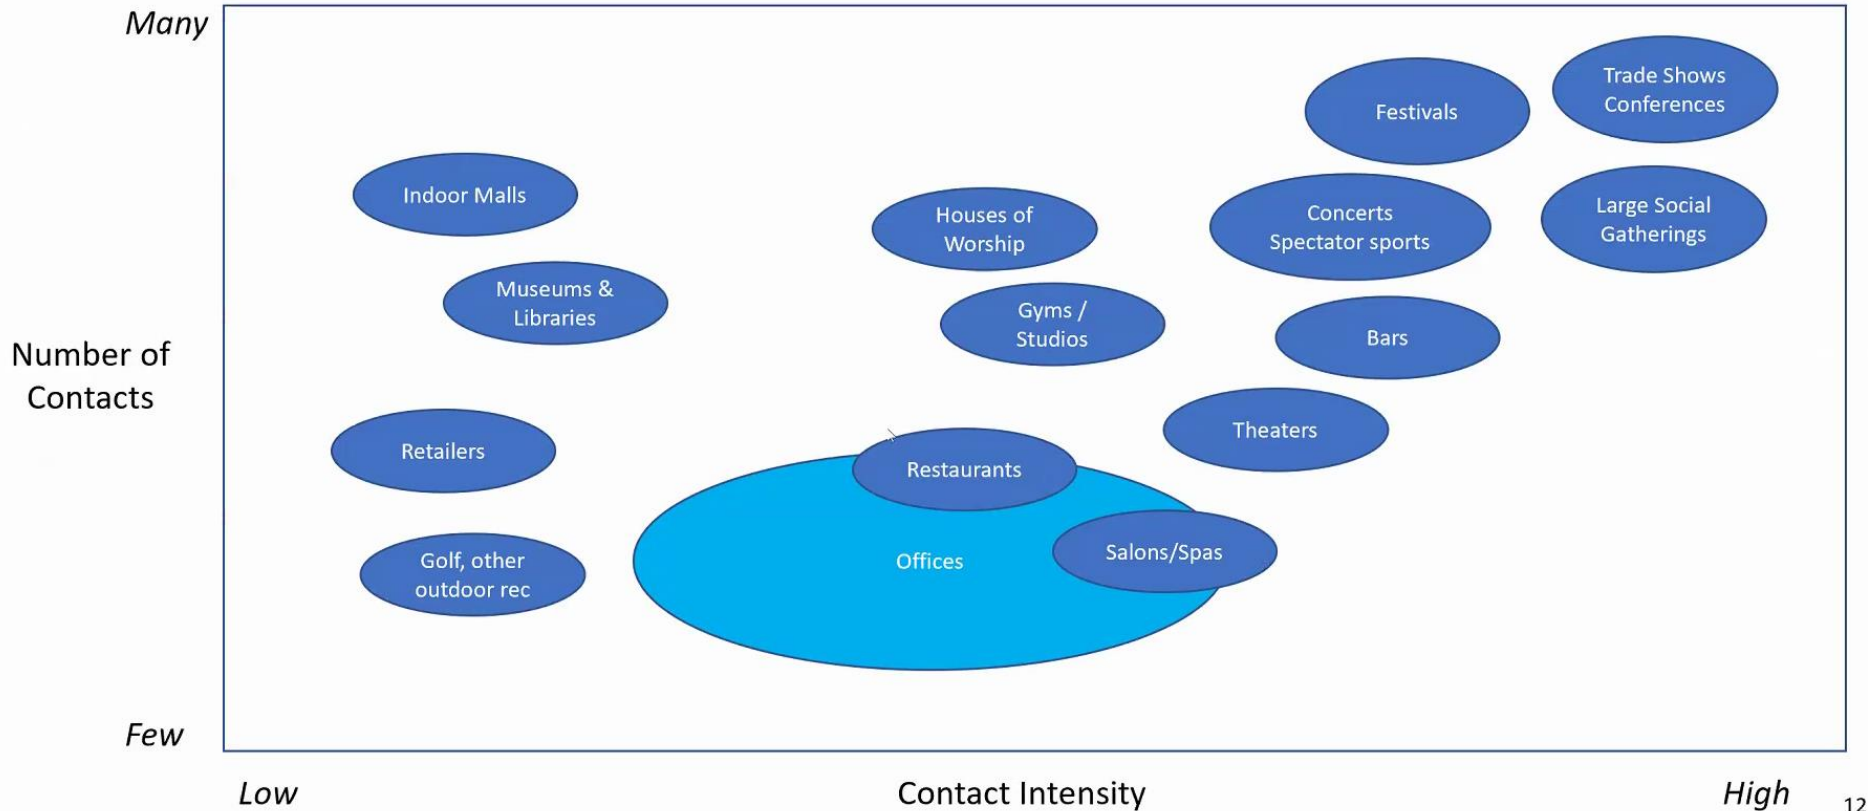 Many
Trade Shows
Conferences
Festivals
Indoor Malls
Houses of
Worship
Concerts
Spectator sports
Large Social
Gatherings
Museums &
Libraries
Gyms /
Studios
Bars
Number of
Contacts
Retailers
Restaurants
Theaters
Golf, other
outdoor rec
Offices
Salons/Spas
Few
Low
Contact Intensity
High
12